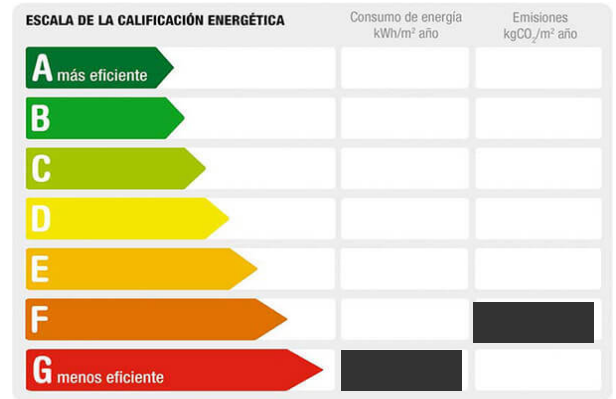 ESCALA DE LA CALIFICACIÓN ENERGÉTICA
Consumo de energía
kWh/m² año
Emisiones
kgCO₂/m² año
A más eficiente
B
C
D
E
F
G menos eficiente